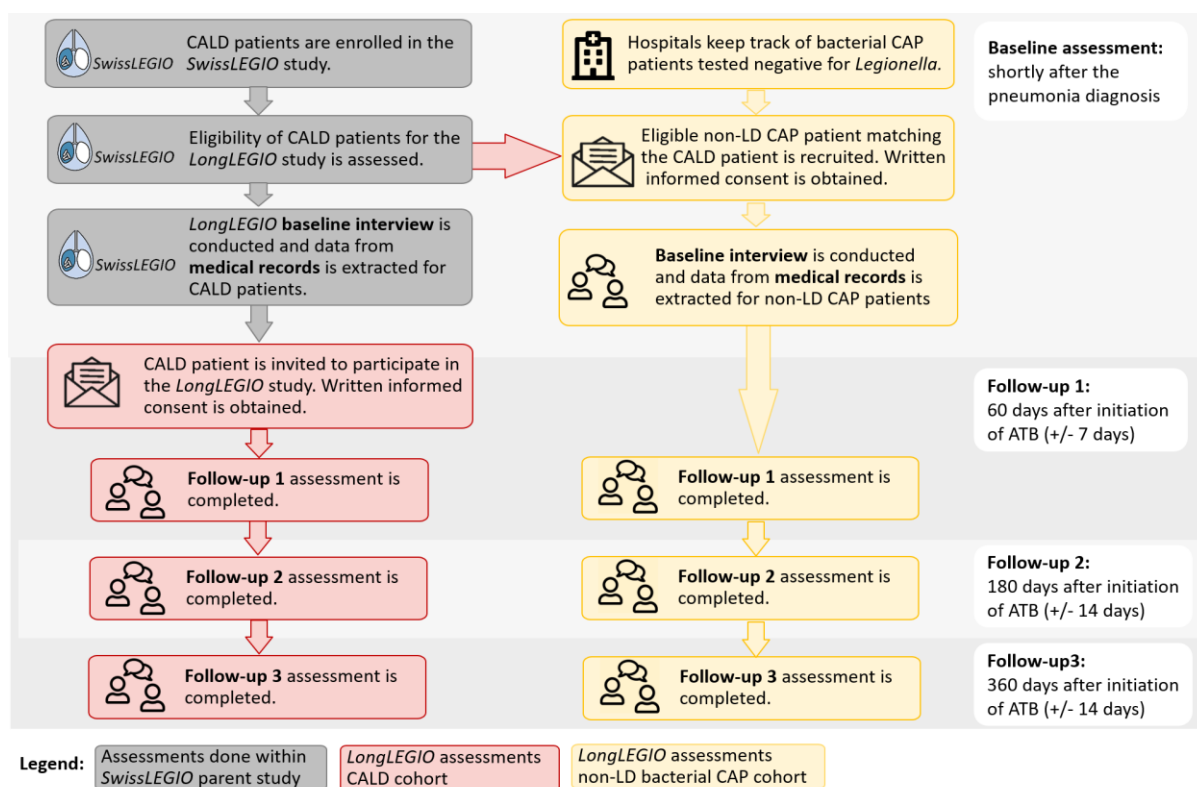 CALD patients are enrolled in the
SwissLEGIO study.
SwissLEGIO
Hospitals keep track of bacterial CAP
patients tested negative for Legionella.
Baseline assessment:
shortly after the
pneumonia diagnosis
Eligibility of CALD patients for the
LongLEGIO study is assessed.
SwissLEGIO
Eligible non-LD CAP patient matching
the CALD patient is recruited. Written
informed consent is obtained.
LongLEGIO baseline interview is
conducted and data from
medical records is extracted for
CALD patients.
SwissLEGIO
Baseline interview is conducted
and data from medical records is
extracted for non-LD CAP patients
CALD patient is invited to participate in
the LongLEGIO study. Written informed
consent is obtained.
Follow-up 1:
60 days after initiation
of ATB (+/- 7 days)
Follow-up 1 assessment is
completed.
Follow-up 1 assessment is
completed.
Follow-up 2 assessment is
completed.
Follow-up 2 assessment is
completed.
Follow-up 2:
180 days after initiation
of ATB (+/- 14 days)
Follow-up 3 assessment is
completed.
Follow-up 3 assessment is
completed.
Follow-up3:
360 days after initiation
of ATB (+/- 14 days)
Legend:
Assessments done within
SwissLEGIO parent study
LongLEGIO assessments
CALD cohort
LongLEGIO assessments
non-LD bacterial CAP cohort